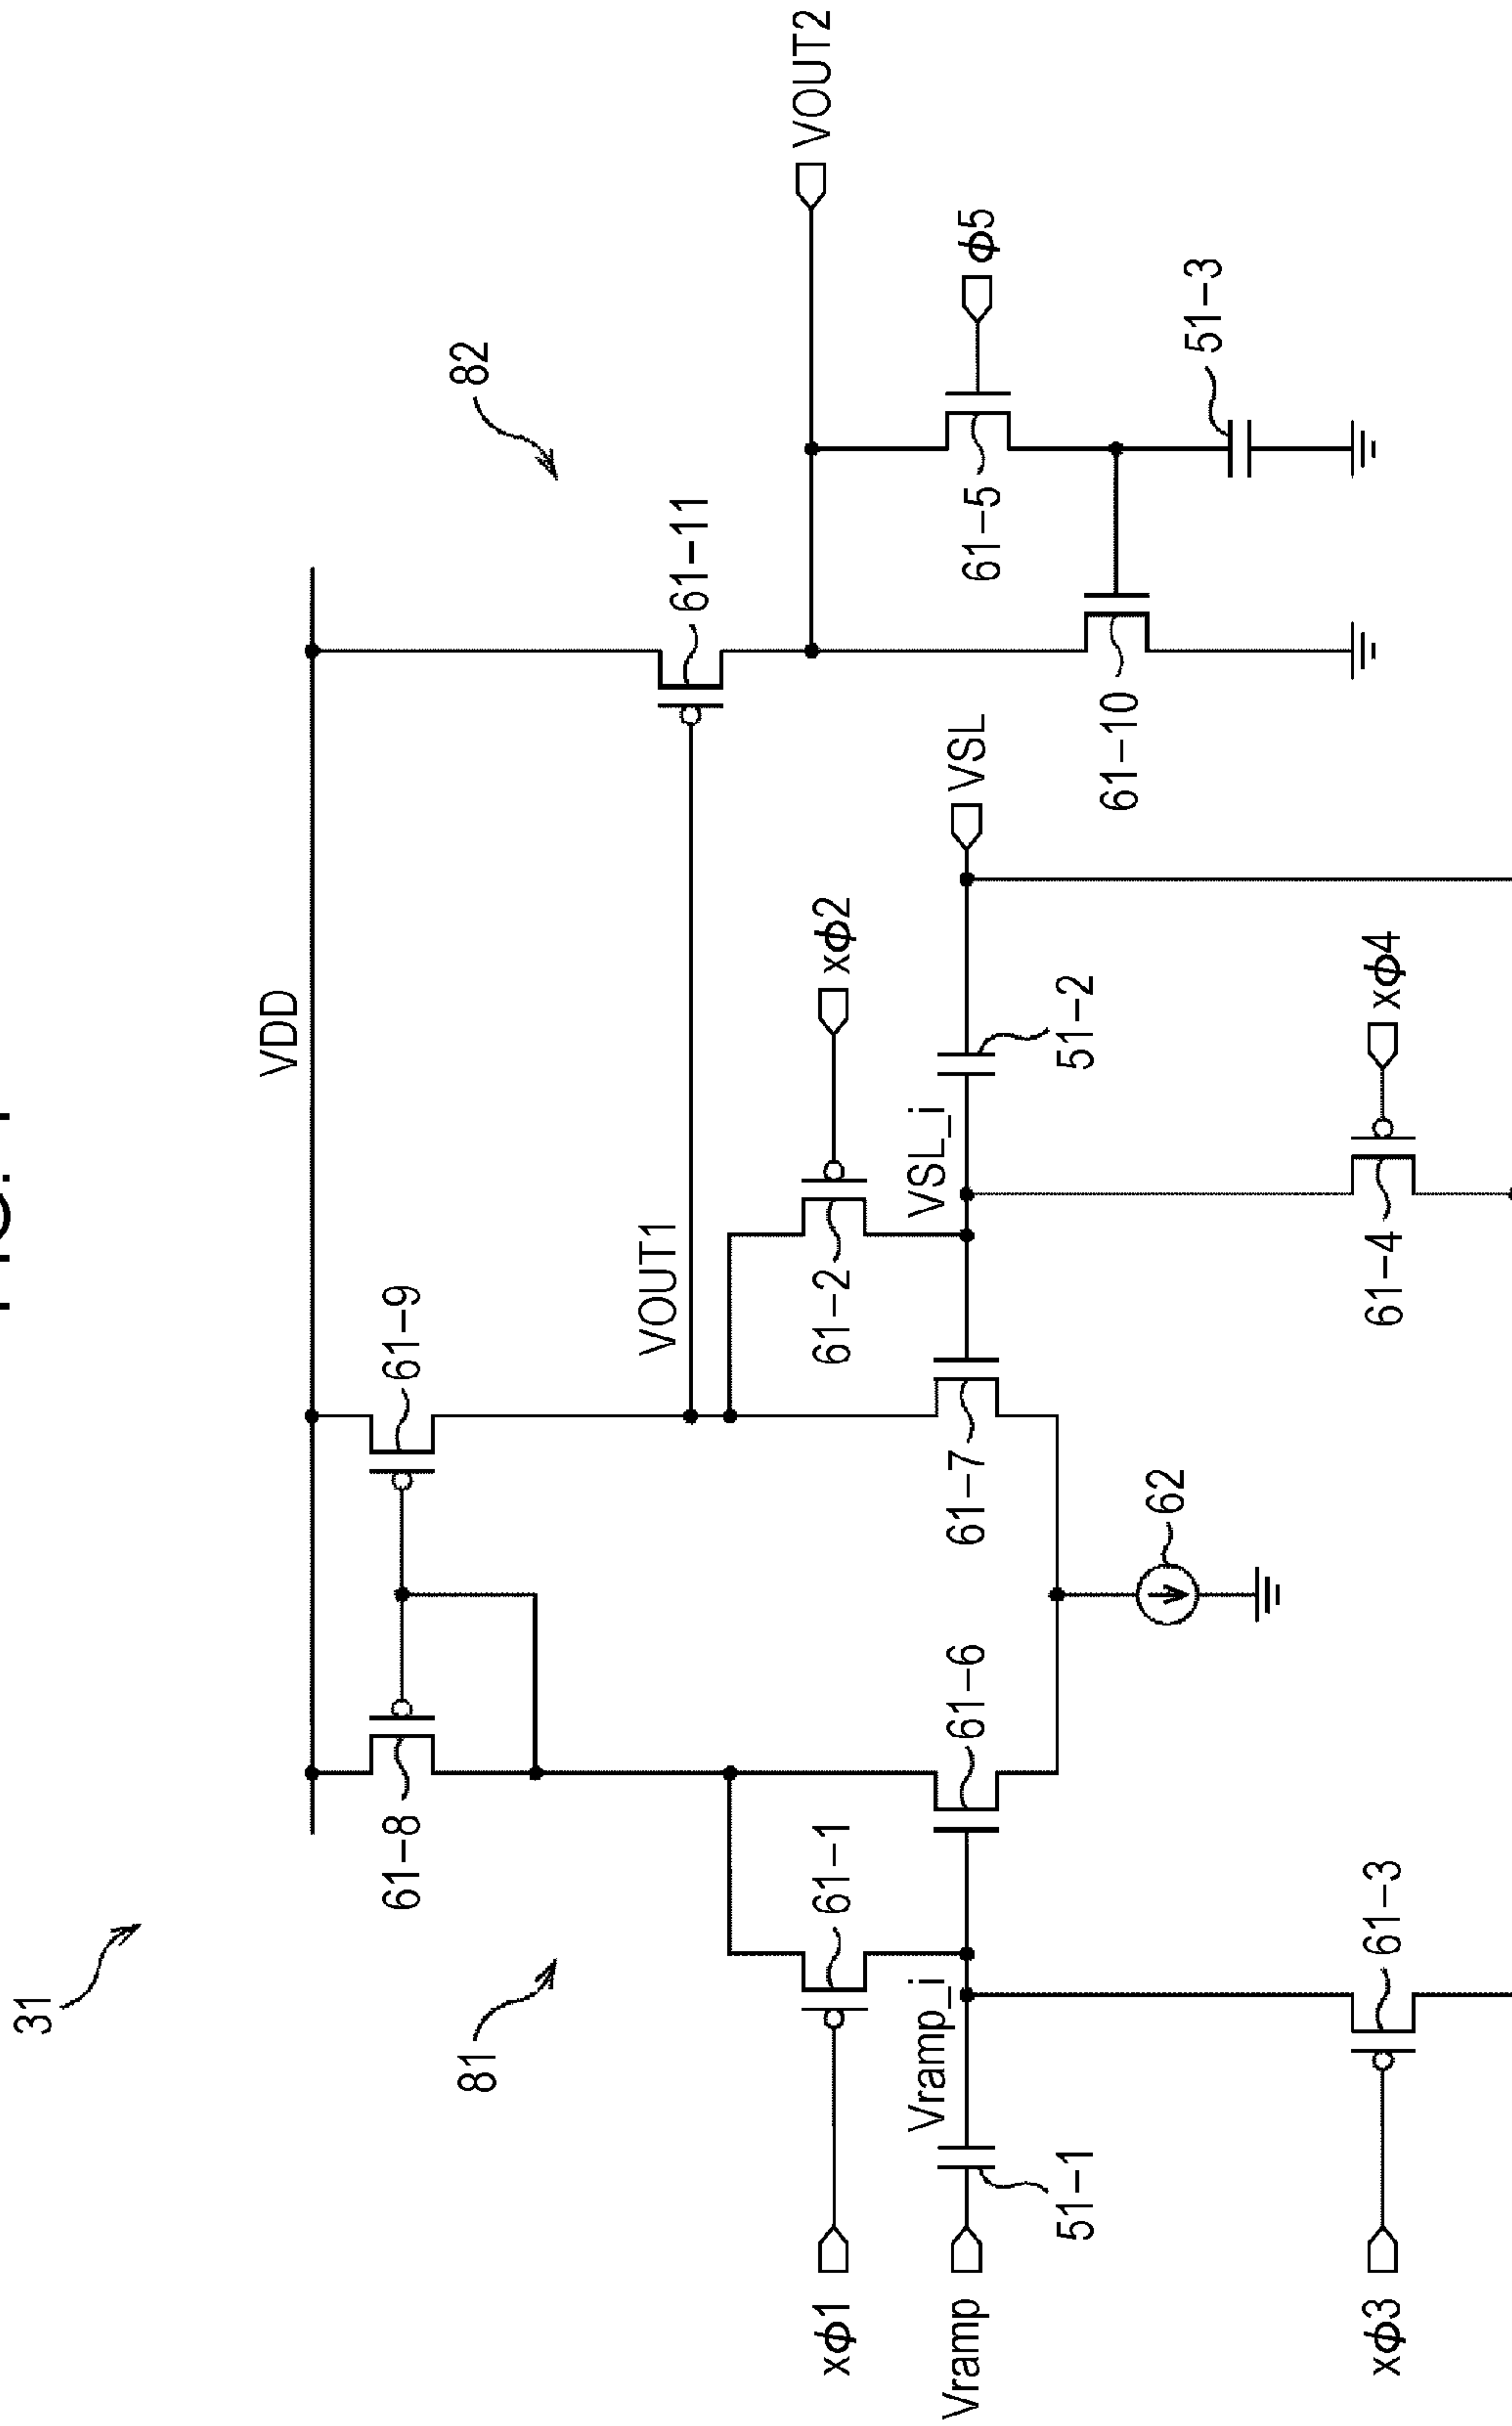 31
VDD
81
82
61-8
61-9
61-11
VOUT1
VOUT2
xφ1
61-1
61-2
xφ2
φ5
Vramp
Vramp_i
61-6
61-7
VSL_i
VSL
61-5
51-1
51-2
61-10
51-3
62
xφ3
61-3
61-4
xφ4